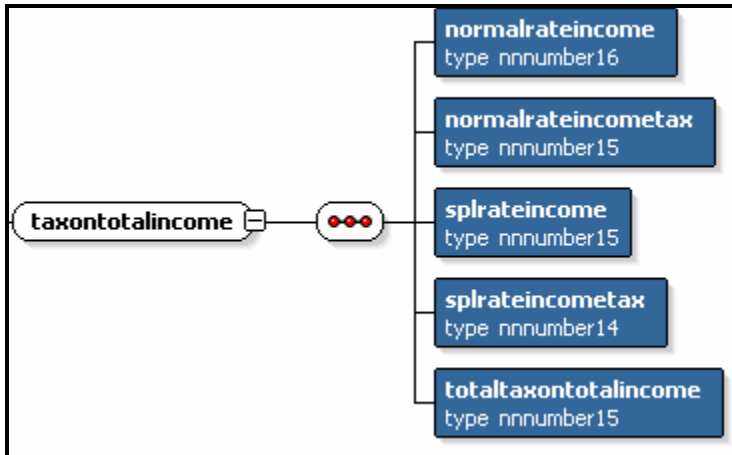 normalrateincome
type nnnumber16
normalrateincometax
type nnnumber15
taxontotalincome
splrateincome
type nnnumber15
splrateincometax
type nnnumber14
totaltaxontotalincome
type nnnumber15